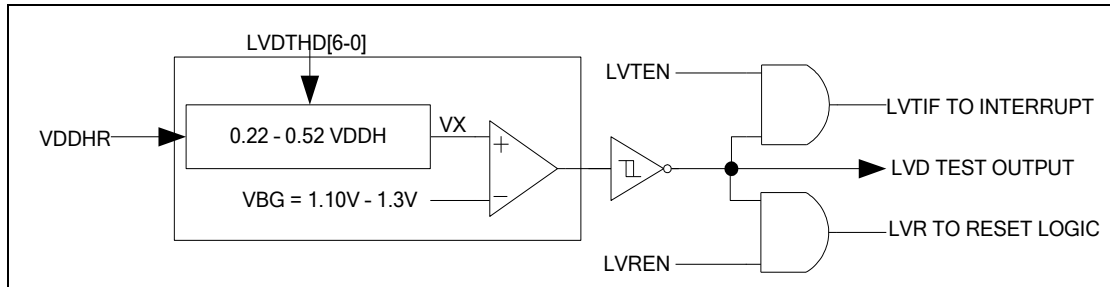 LVDTHD[6-0]
LVTEN
LVTIF TO INTERRUPT
VDDHR
0.22 - 0.52 VDDH
VX
+
LVD TEST OUTPUT
VBG = 1.10V - 1.3V
−
LVR TO RESET LOGIC
LVREN